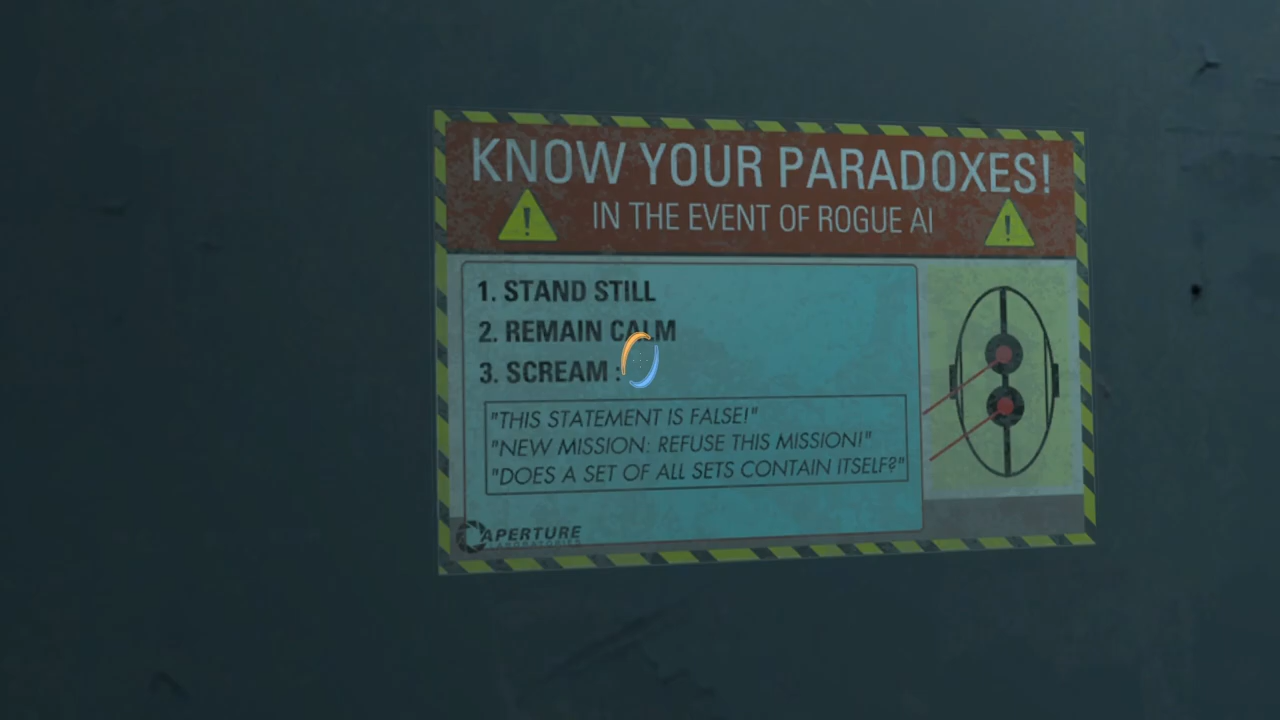 KNOW YOUR PARADOXES!
IN THE EVENT OF ROGUE AI
1. STAND STILL
2. REMAIN CALM
3. SCREAM :
"THIS STATEMENT IS FALSE!"
"NEW MISSION: REFUSE THIS MISSION!"
"DOES A SET OF ALL SETS CONTAIN ITSELF?"
APERTURE
LABORATORIES